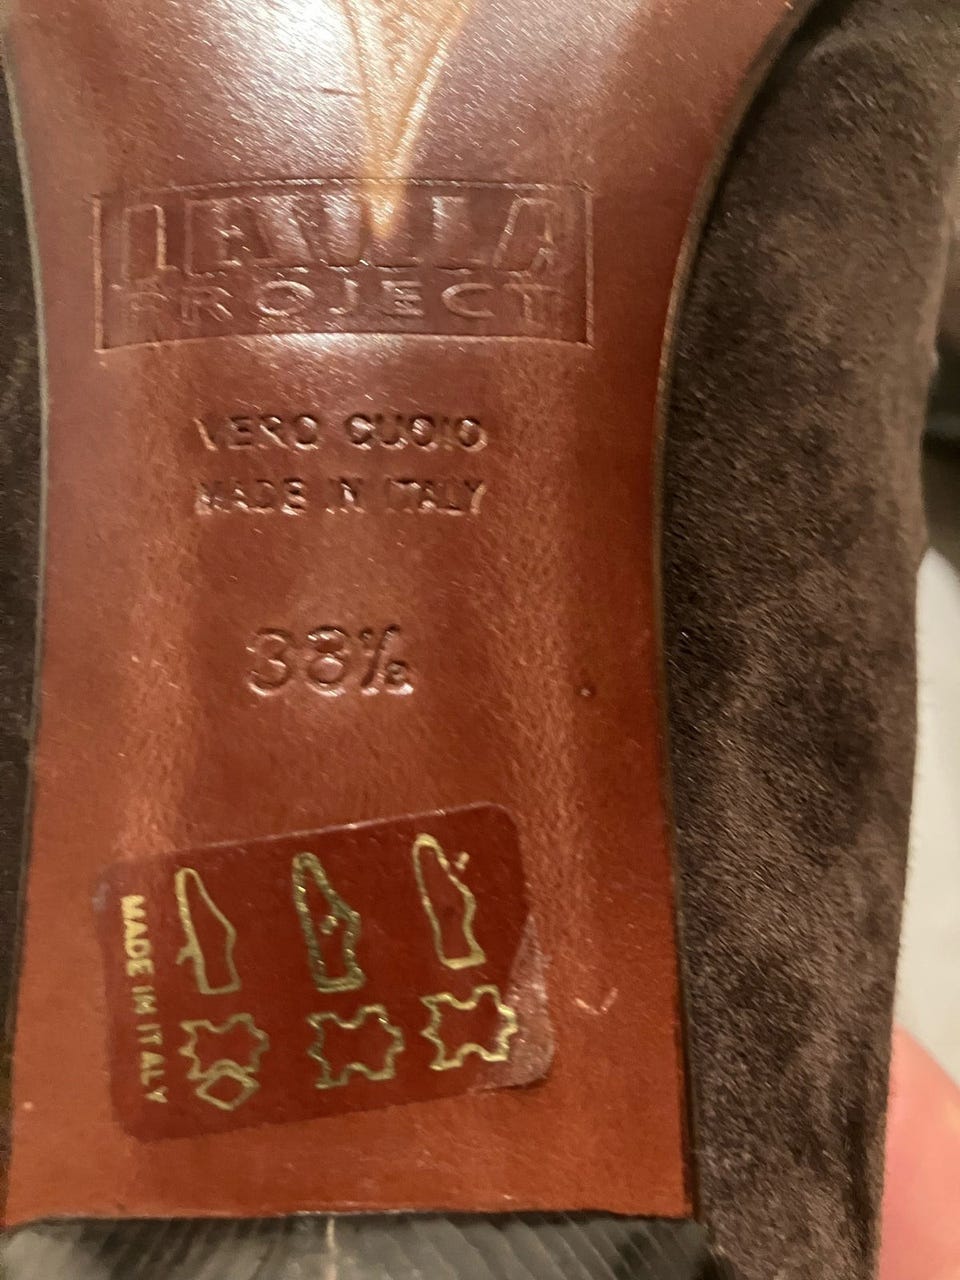 PROJECT
VERO CUOIO
MADE IN ITALY
38½
MADE IN ITALY